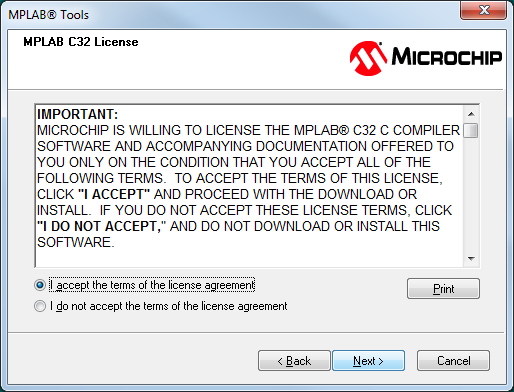 MPLAB® Tools
MPLAB C32 License
MICROCHIP
IMPORTANT:
MICROCHIP IS WILLING TO LICENSE THE MPLAB® C32 C COMPILER
SOFTWARE AND ACCOMPANYING DOCUMENTATION OFFERED TO
YOU ONLY ON THE CONDITION THAT YOU ACCEPT ALL OF THE
FOLLOWING TERMS.  TO ACCEPT THE TERMS OF THIS LICENSE,
CLICK "I ACCEPT" AND PROCEED WITH THE DOWNLOAD OR
INSTALL.  IF YOU DO NOT ACCEPT THESE LICENSE TERMS, CLICK
"I DO NOT ACCEPT," AND DO NOT DOWNLOAD OR INSTALL THIS
SOFTWARE.
I accept the terms of the license agreement
Print
I do not accept the terms of the license agreement
< Back
Next >
Cancel